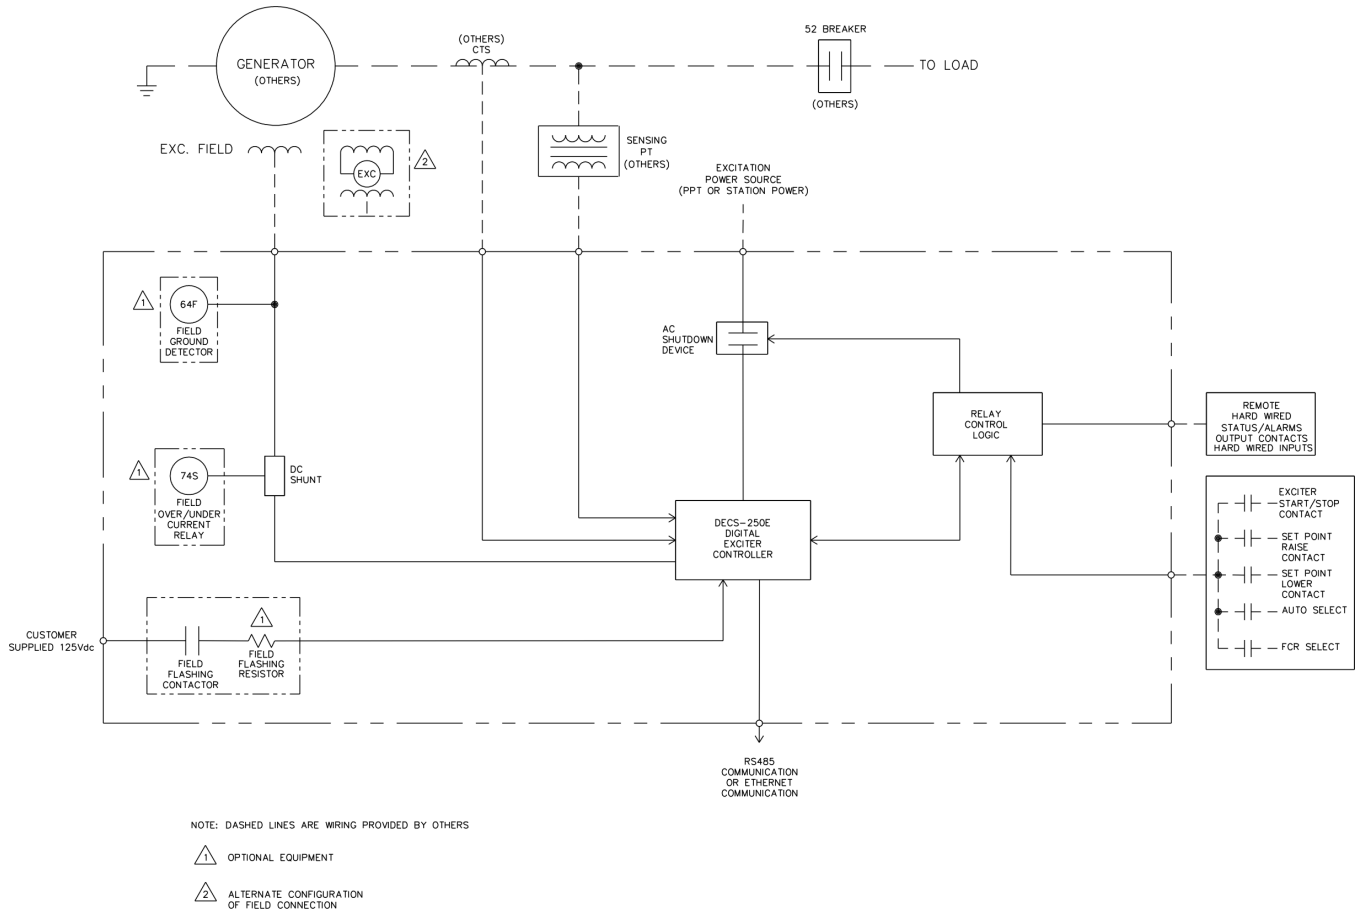 52 BREAKER
(OTHERS)
CTS
GENERATOR
(OTHERS)
TO LOAD
(OTHERS)
EXC. FIELD
EXC
2
SENSING
PT
(OTHERS)
EXCITATION
POWER SOURCE
(PPT OR STATION POWER)
1
64F
FIELD
GROUND
DETECTOR
AC
SHUTDOWN
DEVICE
RELAY
CONTROL
LOGIC
REMOTE
HARD WIRED
STATUS/ALARMS
OUTPUT CONTACTS
HARD WIRED INPUTS
1
74S
FIELD
OVER/UNDER
CURRENT
RELAY
DC
SHUNT
DECS-250E
DIGITAL
EXCITER
CONTROLLER
EXCITER
START/STOP
CONTACT
SET POINT
RAISE
CONTACT
SET POINT
LOWER
CONTACT
AUTO SELECT
FCR SELECT
CUSTOMER
SUPPLIED 125Vdc
1
FIELD
FLASHING
CONTACTOR
FIELD
FLASHING
RESISTOR
RS485
COMMUNICATION
OR ETHERNET
COMMUNICATION
NOTE: DASHED LINES ARE WIRING PROVIDED BY OTHERS
1 OPTIONAL EQUIPMENT
2 ALTERNATE CONFIGURATION
OF FIELD CONNECTION